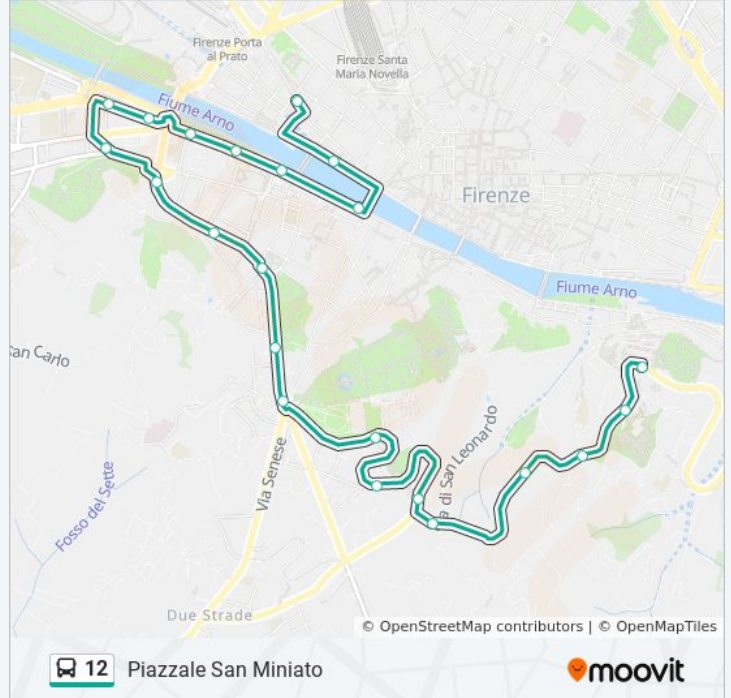 Firenze Porta
al Prato
Firenze Santa
Maria Novella
Fiume Arno
Firenze
Fiume Arno
San Carlo
a di San Leonardo
Via Senese
Fosso del Sette
Due Strade
© OpenStreetMap contributors | © OpenMapTiles
12 Piazzale San Miniato
moovit